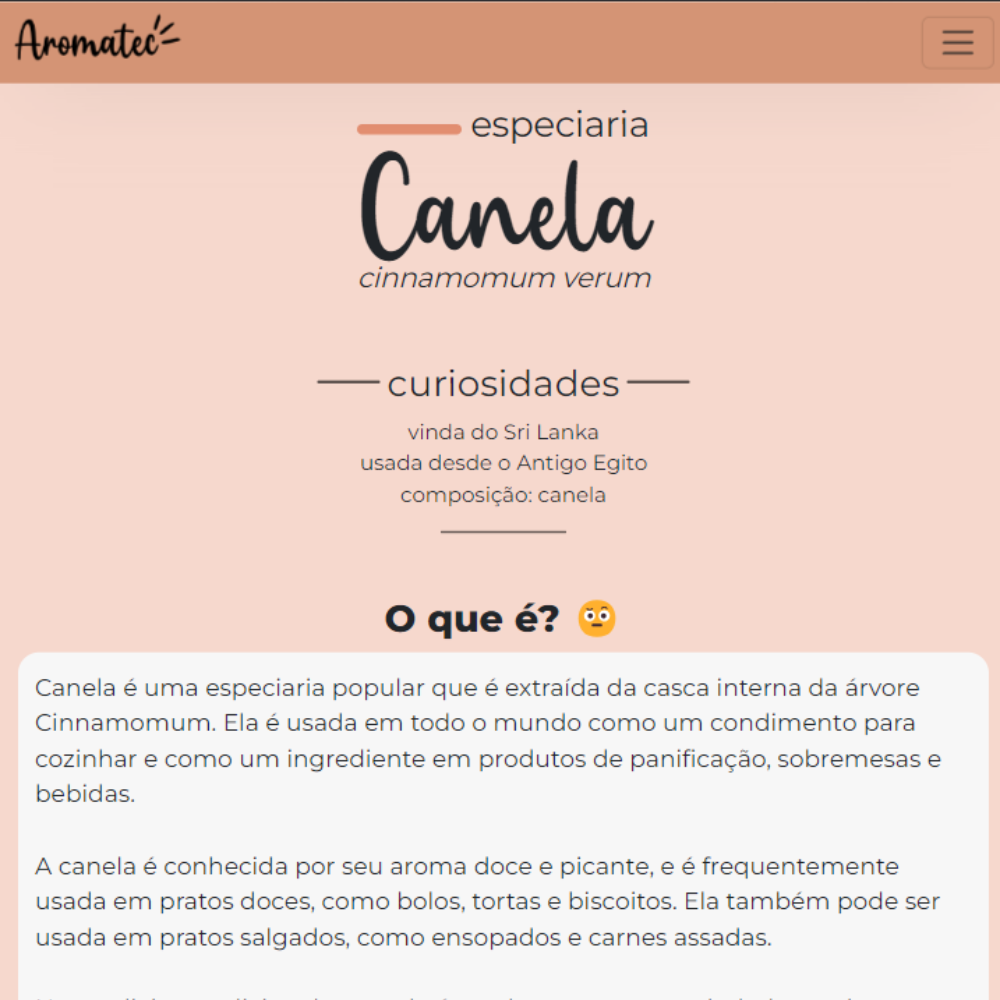 Aromatec
especiaria
Canela
cinnamomum verum
curiosidades
vinda do Sri Lanka
usada desde o Antigo Egito
composição: canela
O que é? 🤨
Canela é uma especiaria popular que é extraída da casca interna da árvore
Cinnamomum. Ela é usada em todo o mundo como um condimento para
cozinhar e como um ingrediente em produtos de panificação, sobremesas e
bebidas.
A canela é conhecida por seu aroma doce e picante, e é frequentemente
usada em pratos doces, como bolos, tortas e biscoitos. Ela também pode ser
usada em pratos salgados, como ensopados e carnes assadas.